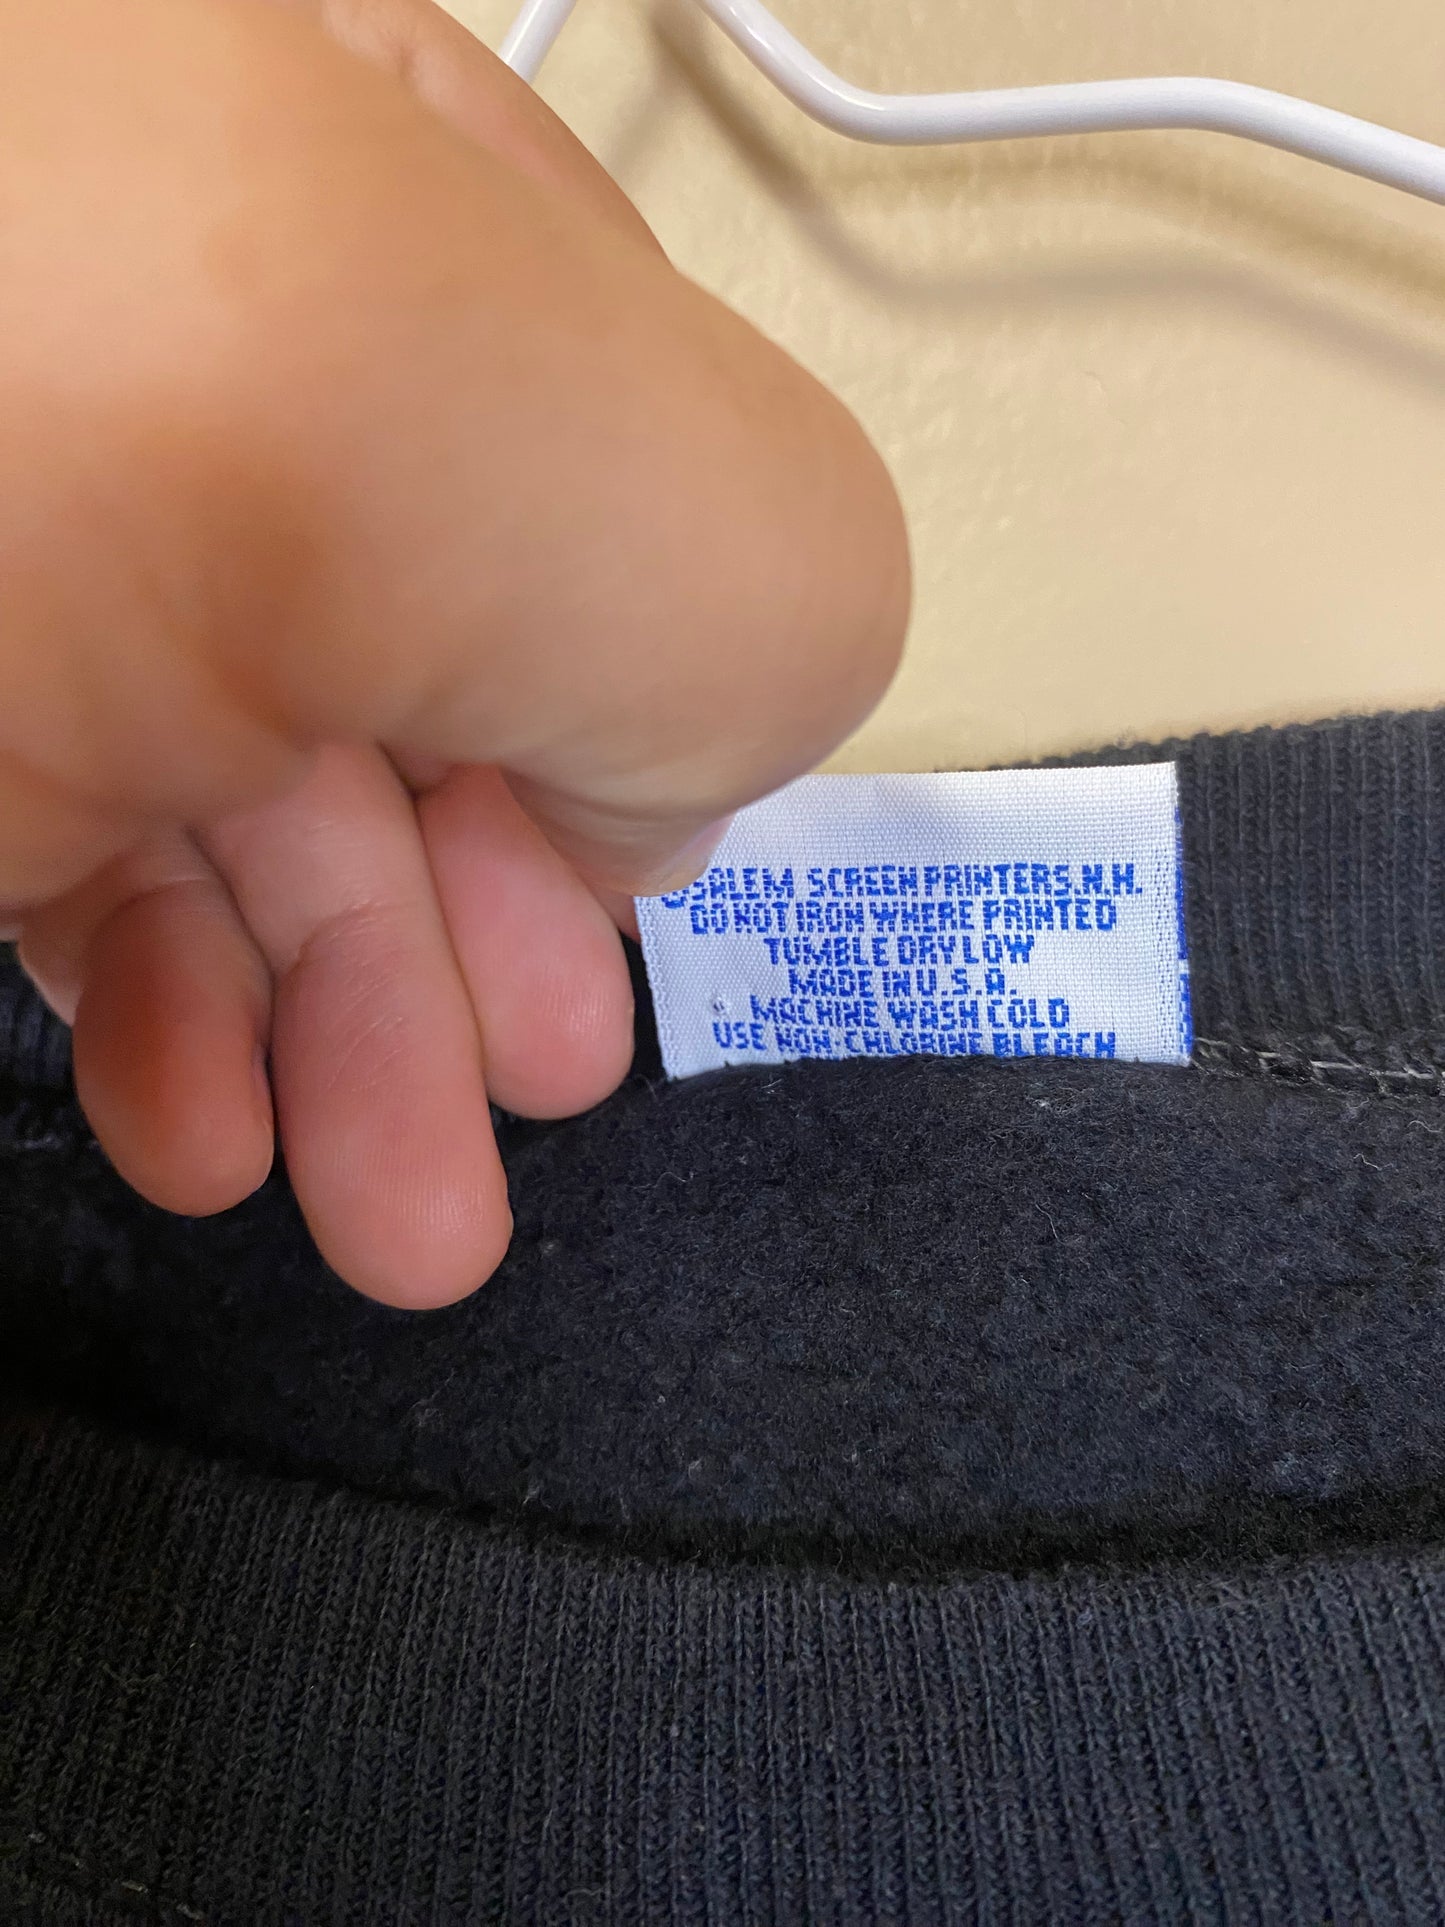 SALEM SCREEN PRINTERS.N.H.
DO NOT IRON WHERE PRINTED
TUMBLE DRY LOW
MADE IN U.S.A.
MACHINE WASH COLD
USE NON-CHLORINE BLEACH